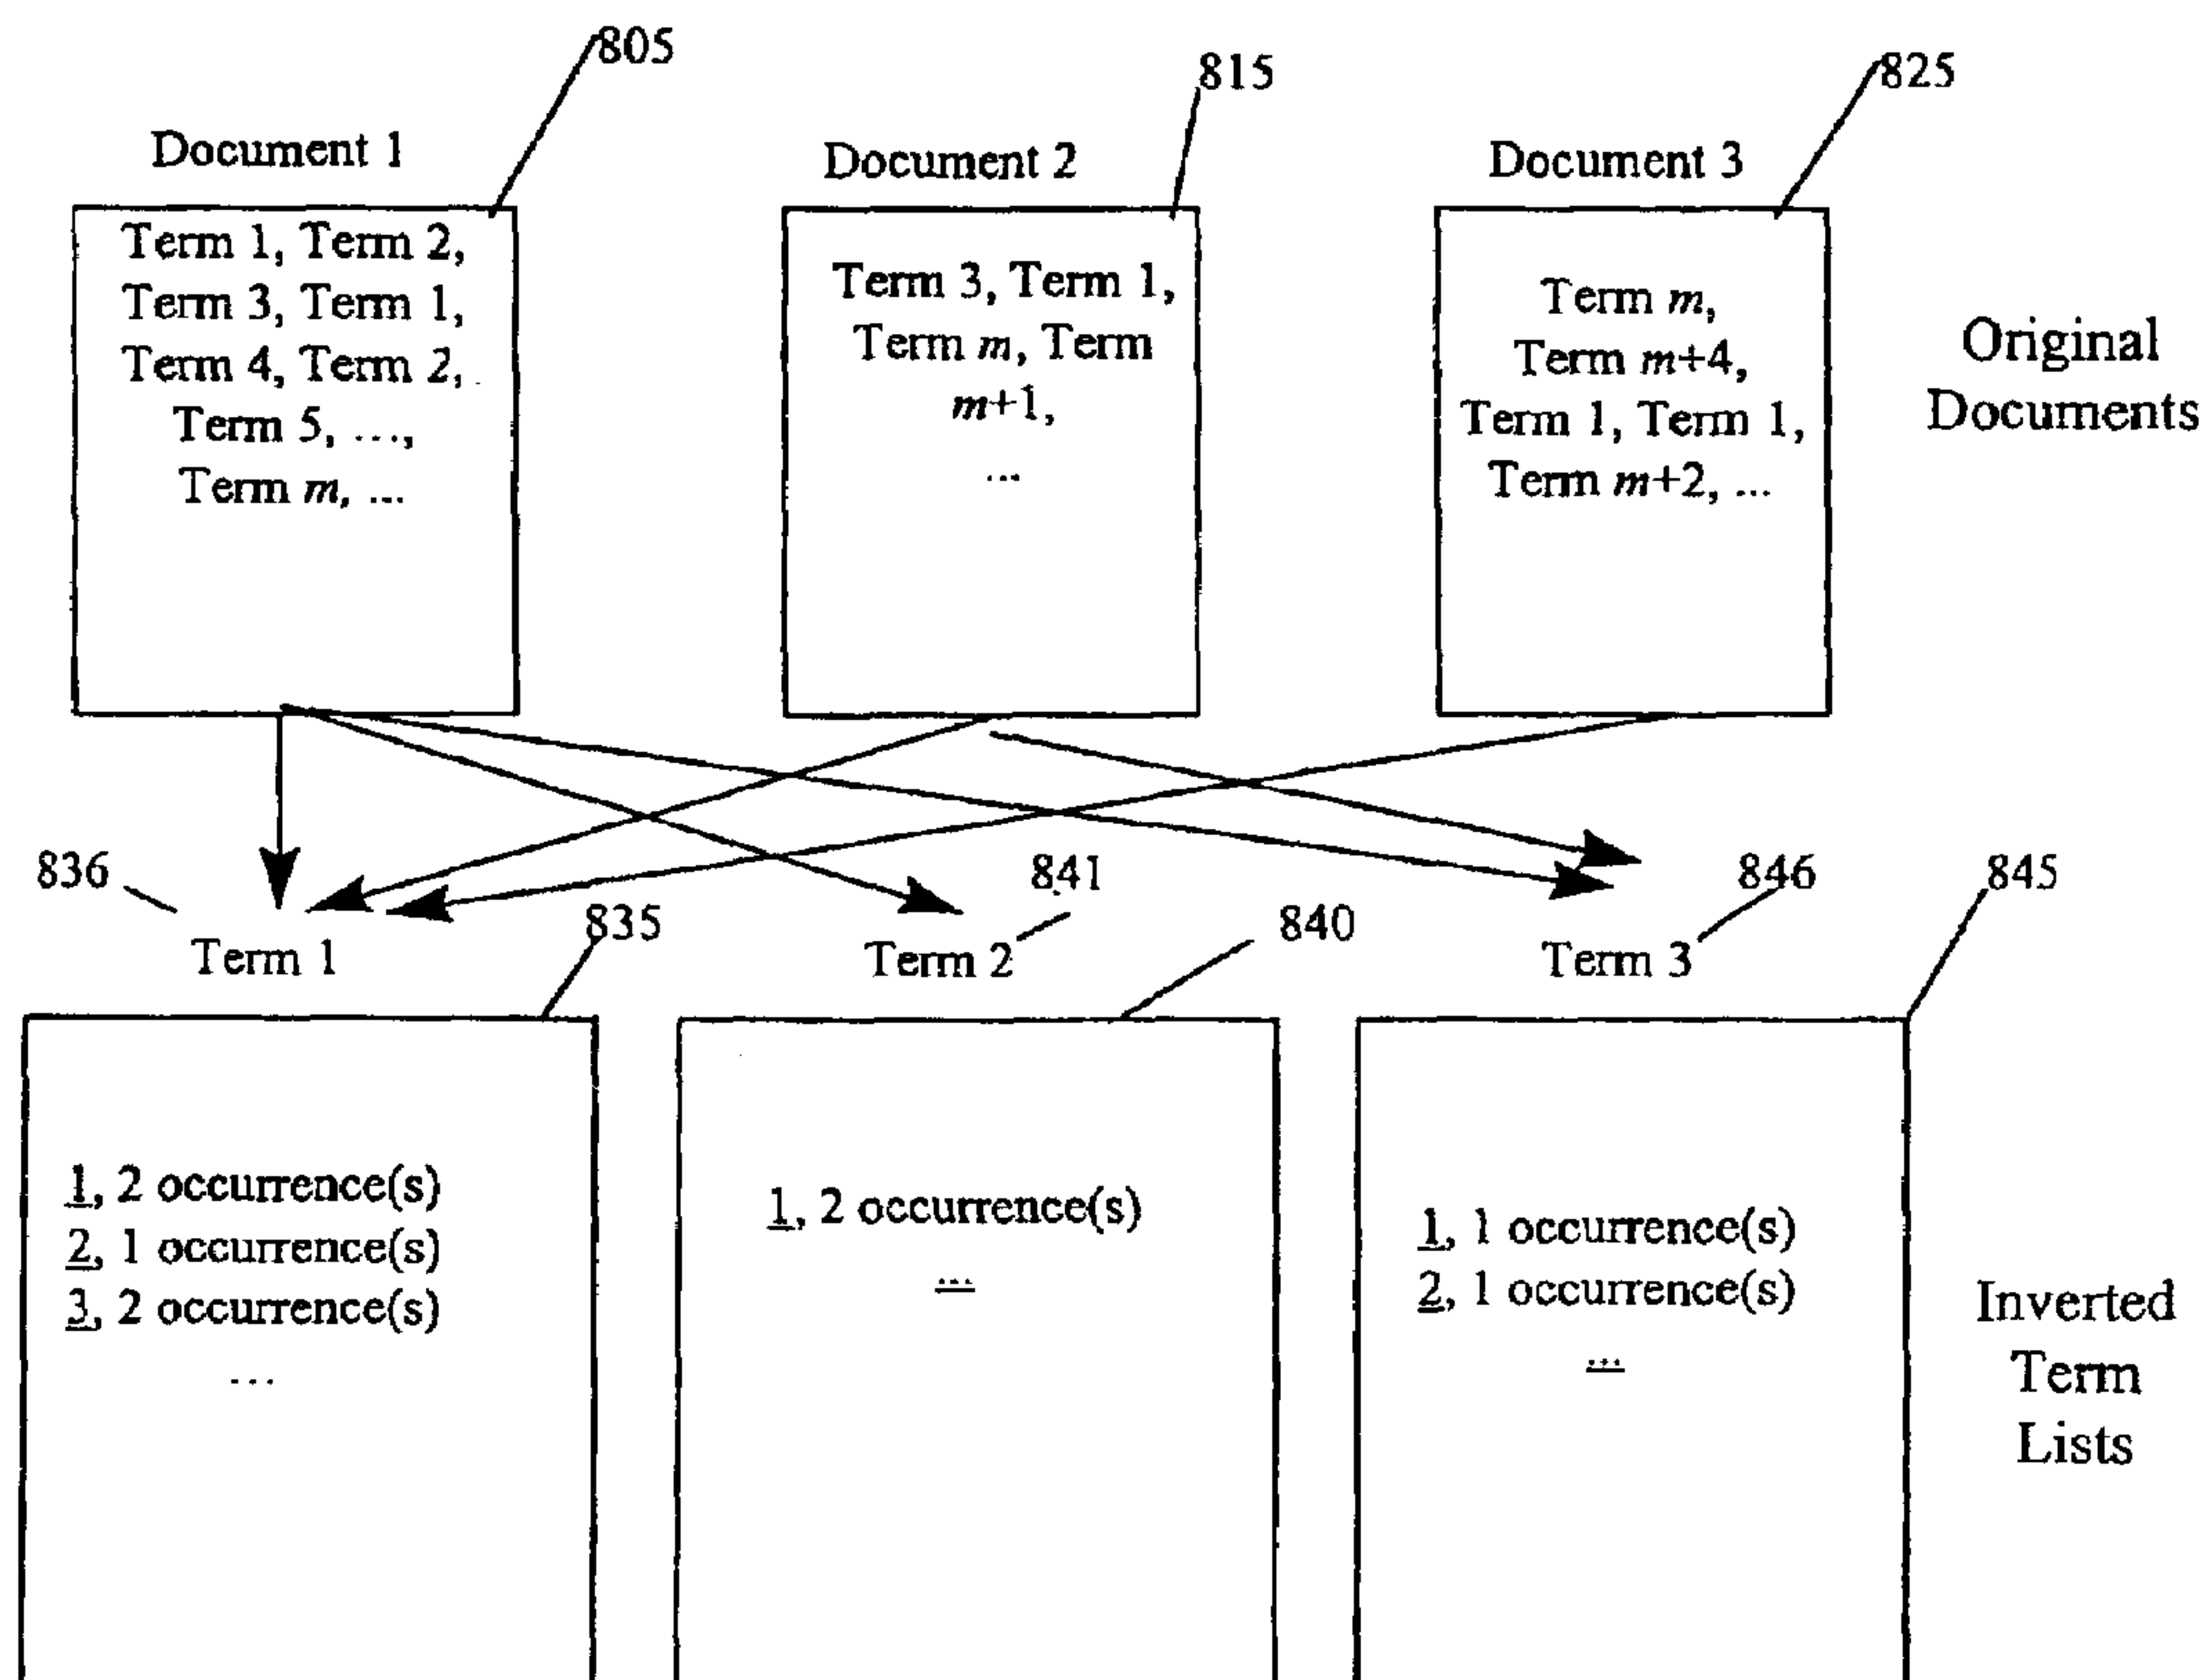 805
815
825
Document 1
Document 2
Document 3
Term 1, Term 2,
Term 3, Term 1,
Term 4, Term 2,
Term 5, ...,
Term m, ...
Term 3, Term 1,
Term m, Term
m+1,
...
Term m,
Term m+4,
Term 1, Term 1,
Term m+2, ...
Original
Documents
836
841
846
845
835
840
Term 1
Term 2
Term 3
1, 2 occurrence(s)
2, 1 occurrence(s)
3, 2 occurrence(s)
...
1, 2 occurrence(s)
...
1, 1 occurrence(s)
2, 1 occurrence(s)
...
Inverted
Term
Lists